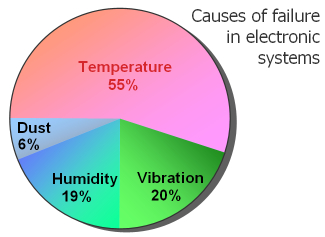 Causes of failure
in electronic
systems
Temperature
55%
Dust
6%
Humidity
19%
Vibration
20%